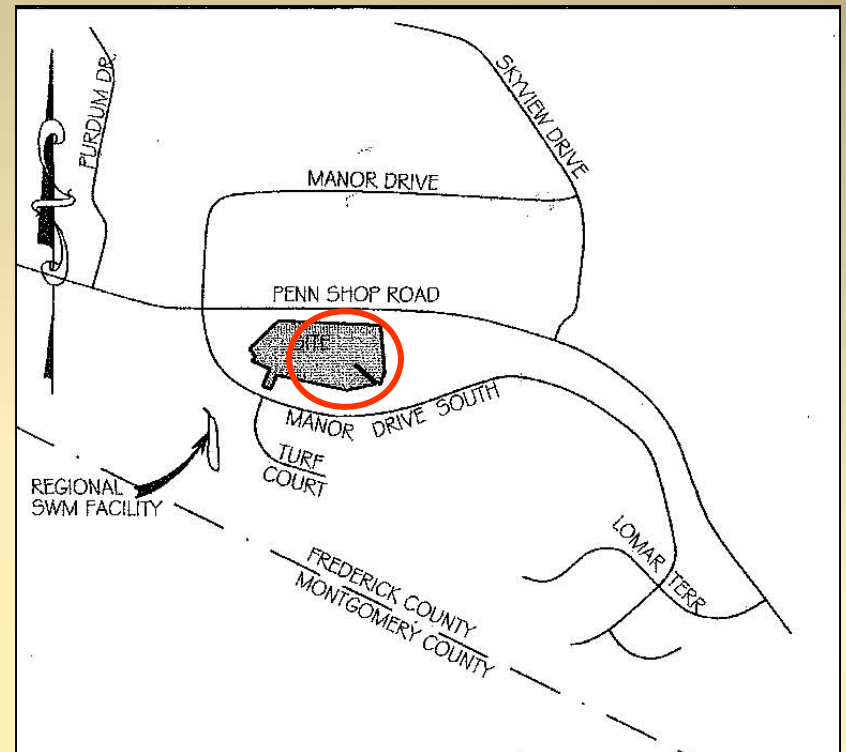 PURDUM DR.
SKYVIEW DRIVE
MANOR DRIVE
PENN SHOP ROAD
SITE
MANOR DRIVE SOUTH
TURF
COURT
REGIONAL
SWM FACILITY
LOMAR TERR
FREDERICK COUNTY
MONTGOMERY COUNTY